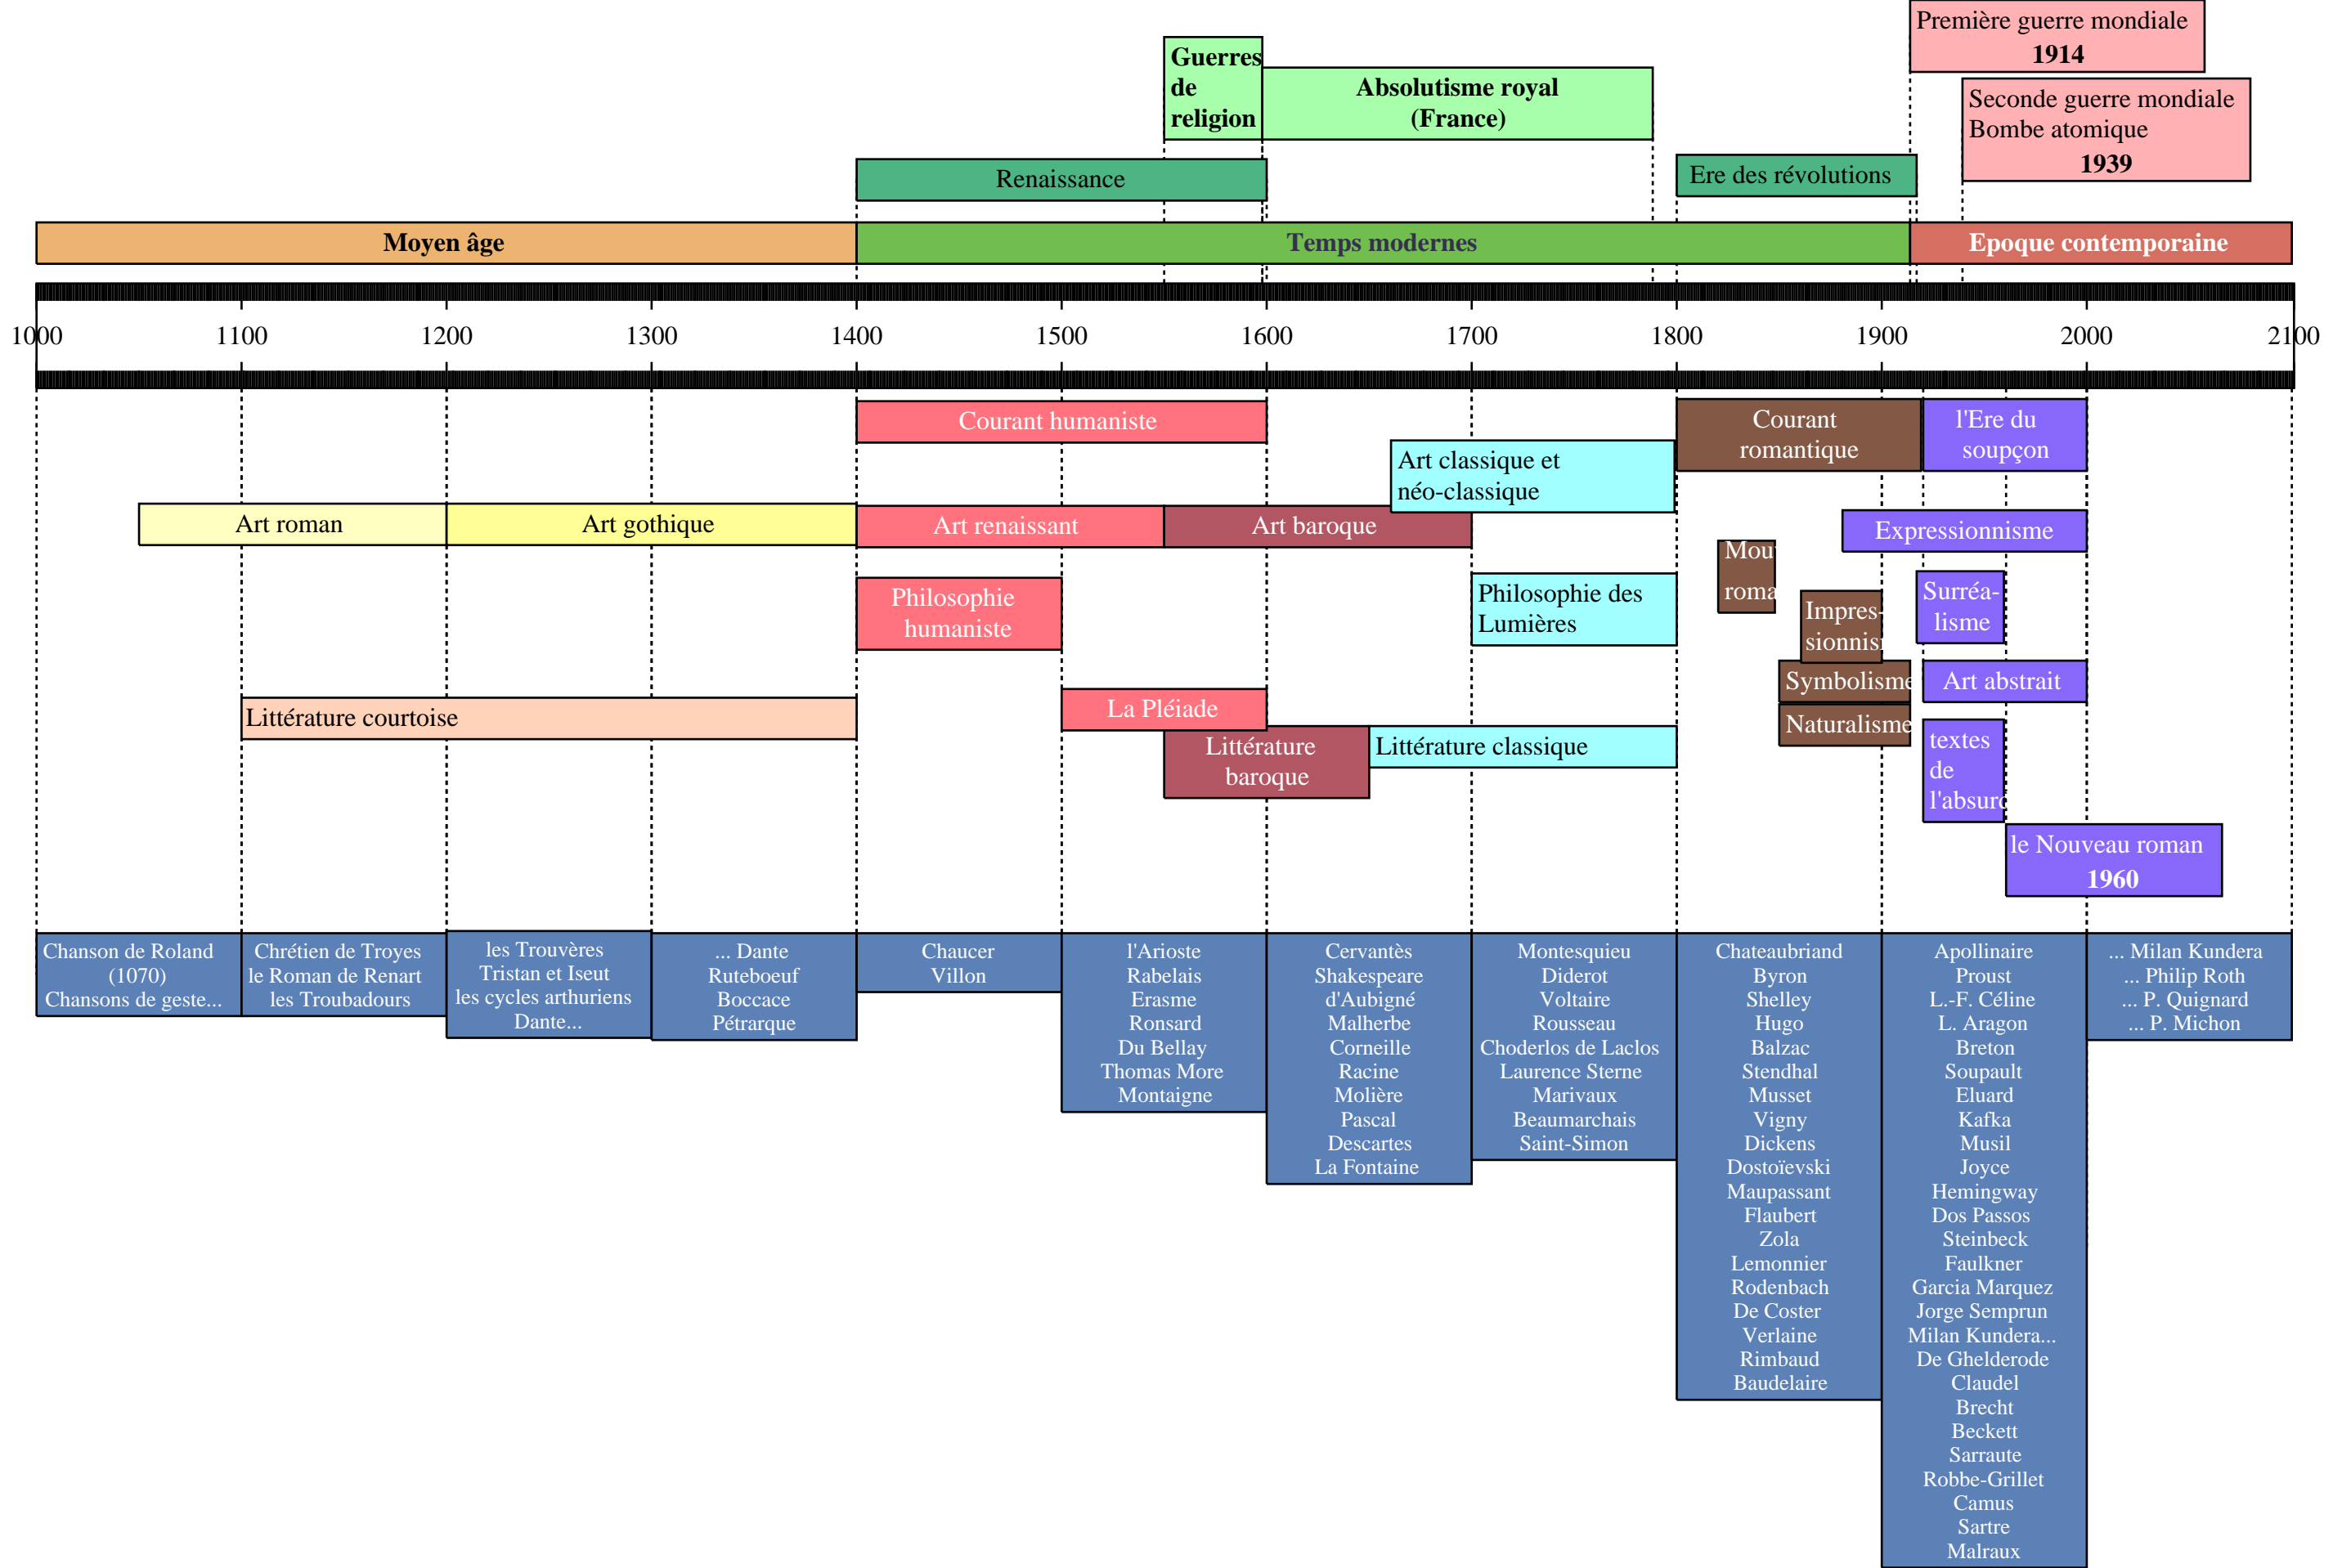 Première guerre mondiale
1914
Seconde guerre mondiale
Bombe atomique
1939
Guerres
de
religion
Absolutisme royal
(France)
Renaissance
Ere des révolutions
Moyen âge
Temps modernes
Epoque contemporaine
1000 1100 1200 1300 1400 1500 1600 1700 1800 1900 2000 2100
Courant humaniste
Courant
romantique
l'Ere du
soupçon
Art classique et
néo-classique
Art roman
Art gothique
Art renaissant
Art baroque
Expressionnisme
Mou
roma
Philosophie
humaniste
Philosophie des
Lumières
Impres-
sionnis
Surréa-
lisme
Symbolisme
Art abstrait
Naturalisme
Littérature courtoise
La Pléiade
Littérature
baroque
Littérature classique
textes
de
l'absur
le Nouveau roman
1960
Chanson de Roland
(1070)
Chansons de geste...
Chrétien de Troyes
le Roman de Renart
les Troubadours
les Trouvères
Tristan et Iseut
les cycles arthuriens
Dante...
... Dante
Ruteboeuf
Boccace
Pétrarque
Chaucer
Villon
l'Arioste
Rabelais
Erasme
Ronsard
Du Bellay
Thomas More
Montaigne
Cervantès
Shakespeare
d'Aubigné
Malherbe
Corneille
Racine
Molière
Pascal
Descartes
La Fontaine
Montesquieu
Diderot
Voltaire
Rousseau
Choderlos de Laclos
Laurence Sterne
Marivaux
Beaumarchais
Saint-Simon
Chateaubriand
Byron
Shelley
Hugo
Balzac
Stendhal
Musset
Vigny
Dickens
Dostoïevski
Maupassant
Flaubert
Zola
Lemonnier
Rodenbach
De Coster
Verlaine
Rimbaud
Baudelaire
Apollinaire
Proust
L.-F. Céline
L. Aragon
Breton
Soupault
Eluard
Kafka
Musil
Joyce
Hemingway
Dos Passos
Steinbeck
Faulkner
Garcia Marquez
Jorge Semprun
Milan Kundera...
De Ghelderode
Claudel
Brecht
Beckett
Sarraute
Robbe-Grillet
Camus
Sartre
Malraux
... Milan Kundera
... Philip Roth
... P. Quignard
... P. Michon